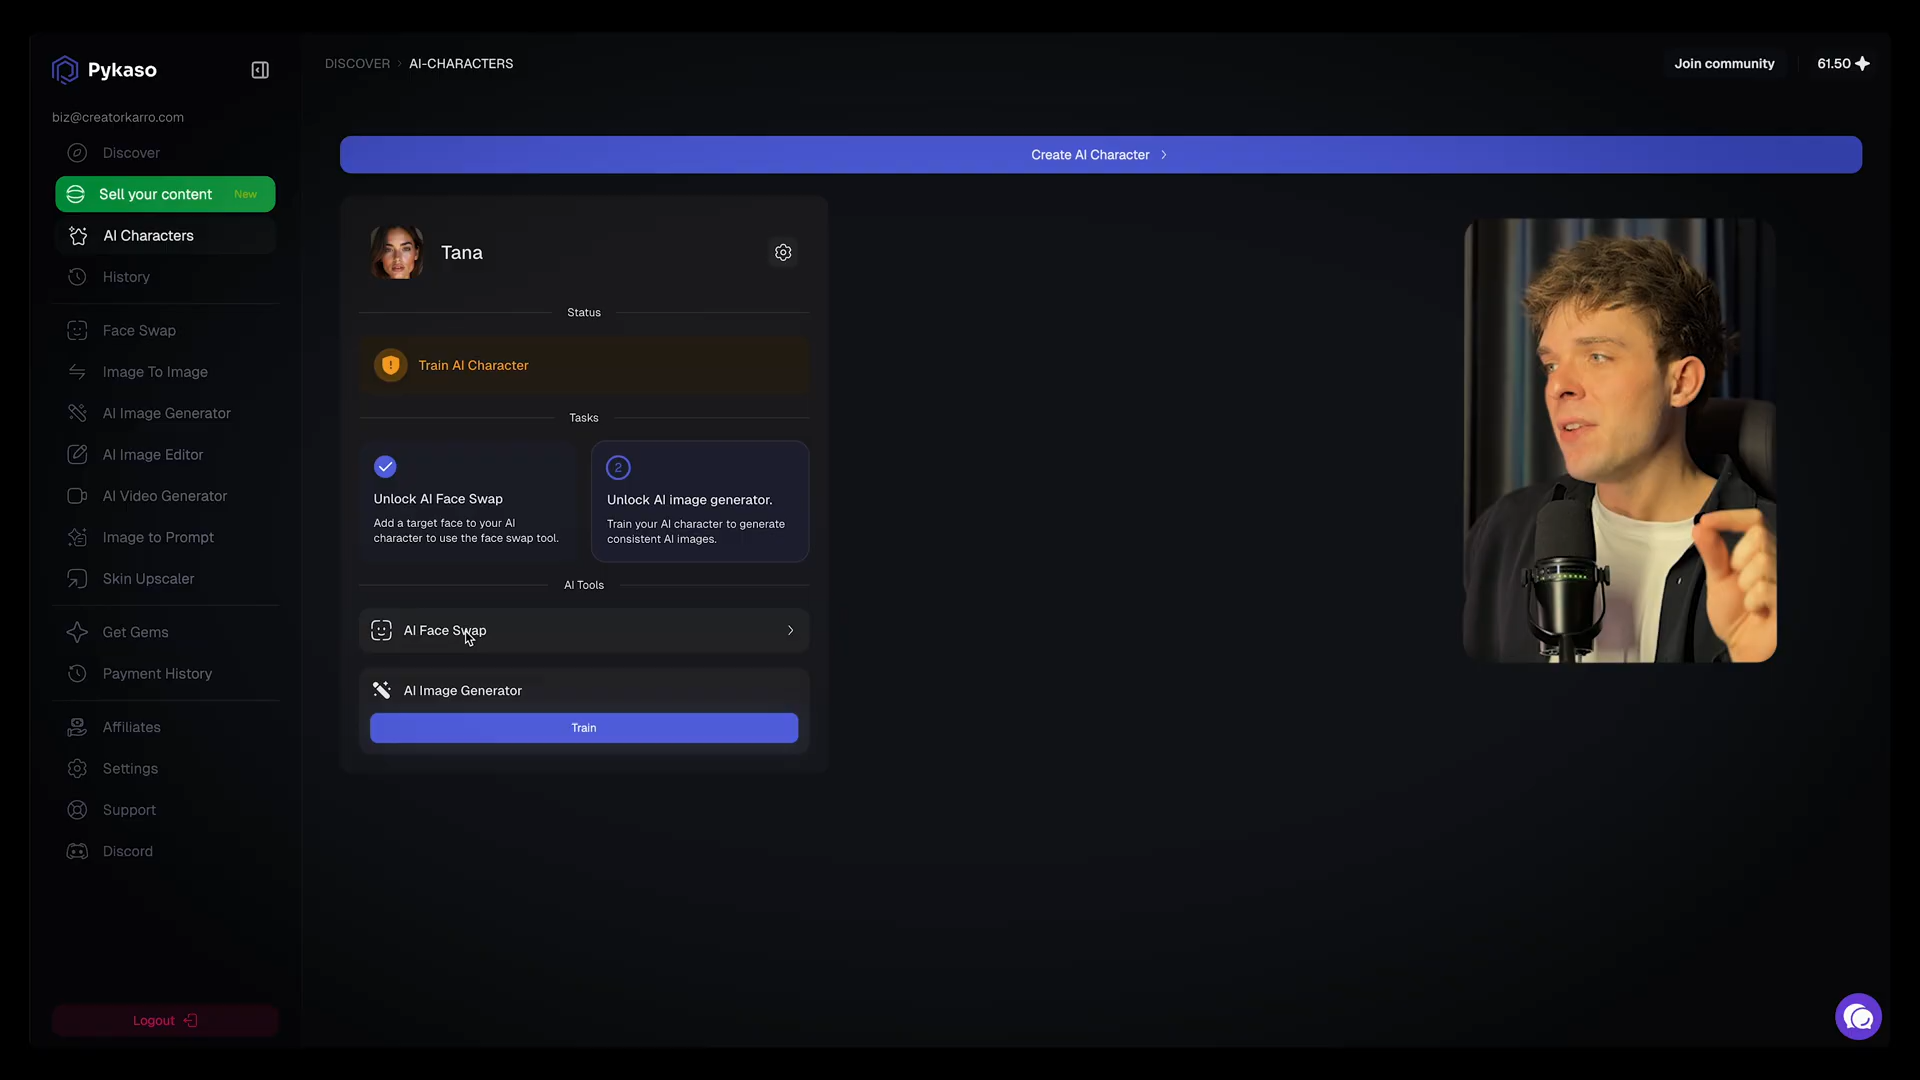 Pykaso
biz@creatorkarro.com
Discover
Sell your content New
AI Characters
History
Face Swap
Image To Image
AI Image Generator
AI Image Editor
AI Video Generator
Image to Prompt
Skin Upscaler
Get Gems
Payment History
Affiliates
Settings
Support
Discord
Logout
DISCOVER › AI-CHARACTERS
Join community
61.50
Create AI Character
Tana
Status
Train AI Character
Tasks
Unlock AI Face Swap
Add a target face to your AI
character to use the face swap tool.
2
Unlock AI image generator.
Train your AI character to generate
consistent AI images.
AI Tools
AI Face Swap
AI Image Generator
Train